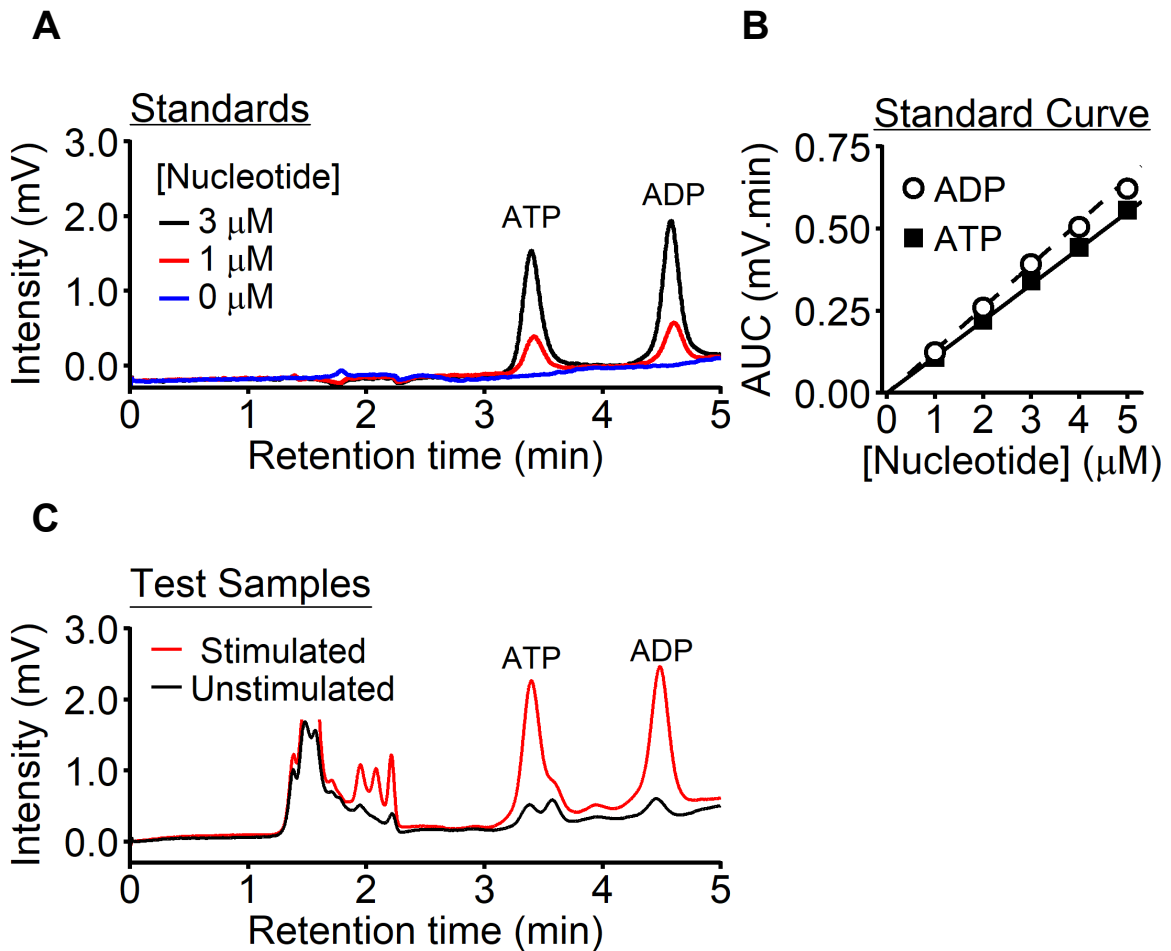 A
Standards
3.0
2.0
1.0
0.0
Intensity (mV)
[Nucleotide]
3 μM
1 μM
0 μM
ATP
ADP
0 1 2 3 4 5
Retention time (min)
B
Standard Curve
0.75
0.50
0.25
0.00
AUC (mV.min)
ADP
ATP
0 1 2 3 4 5
[Nucleotide] (μM)
C
Test Samples
3.0
2.0
1.0
0.0
Intensity (mV)
Stimulated
Unstimulated
ATP
ADP
0 1 2 3 4 5
Retention time (min)